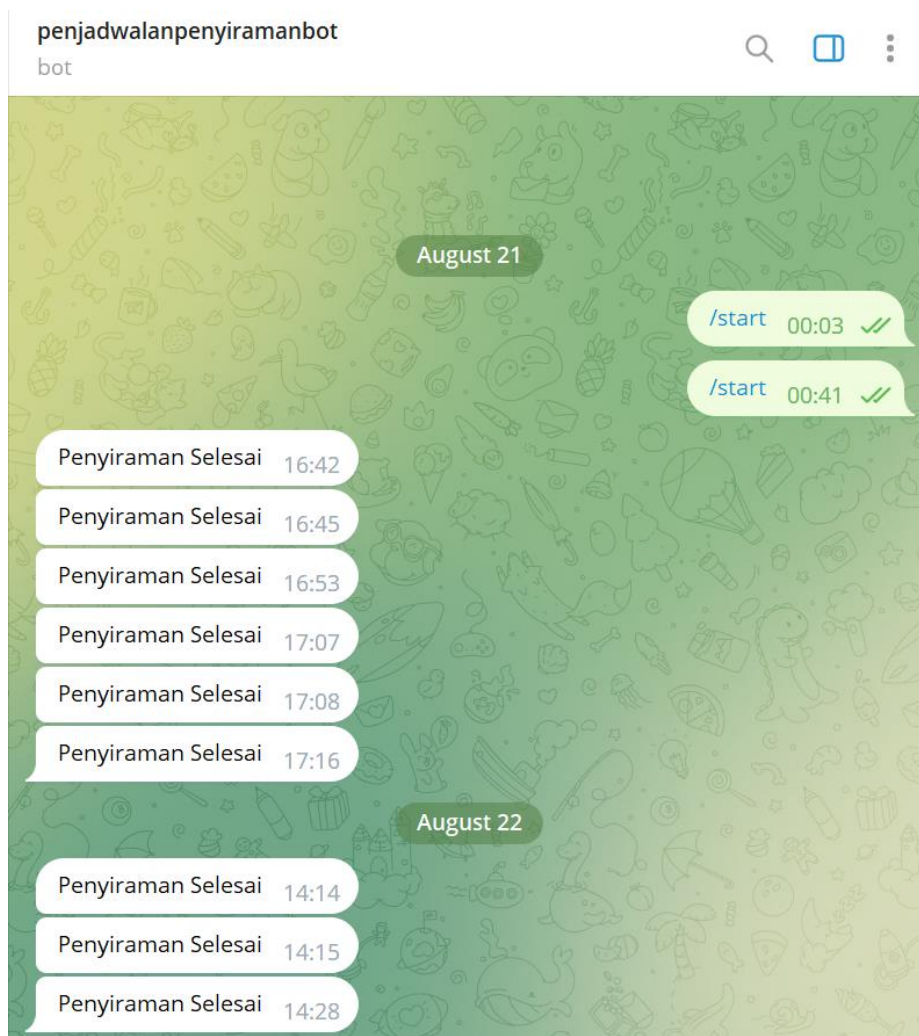 penjadwalanpenyiramanbot
bot
August 21
/start 00:03
/start 00:41
Penyiraman Selesai 16:42
Penyiraman Selesai 16:45
Penyiraman Selesai 16:53
Penyiraman Selesai 17:07
Penyiraman Selesai 17:08
Penyiraman Selesai 17:16
August 22
Penyiraman Selesai 14:14
Penyiraman Selesai 14:15
Penyiraman Selesai 14:28